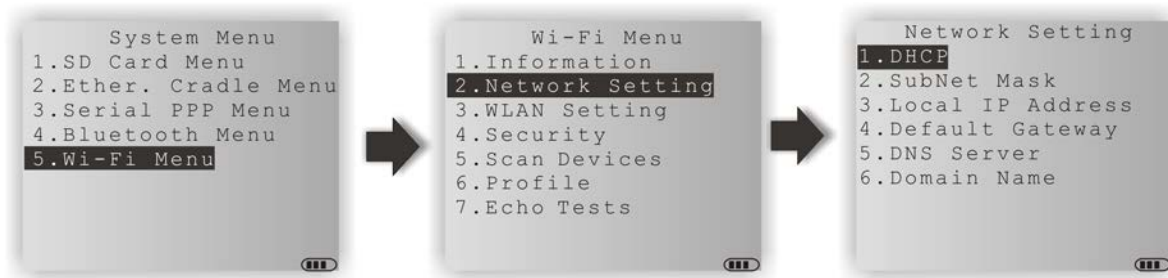 System Menu
1.SD Card Menu
2.Ether. Cradle Menu
3.Serial PPP Menu
4.Bluetooth Menu
5.Wi-Fi Menu
Wi-Fi Menu
1.Information
2.Network Setting
3.WLAN Setting
4.Security
5.Scan Devices
6.Profile
7.Echo Tests
Network Setting
1.DHCP
2.SubNet Mask
3.Local IP Address
4.Default Gateway
5.DNS Server
6.Domain Name